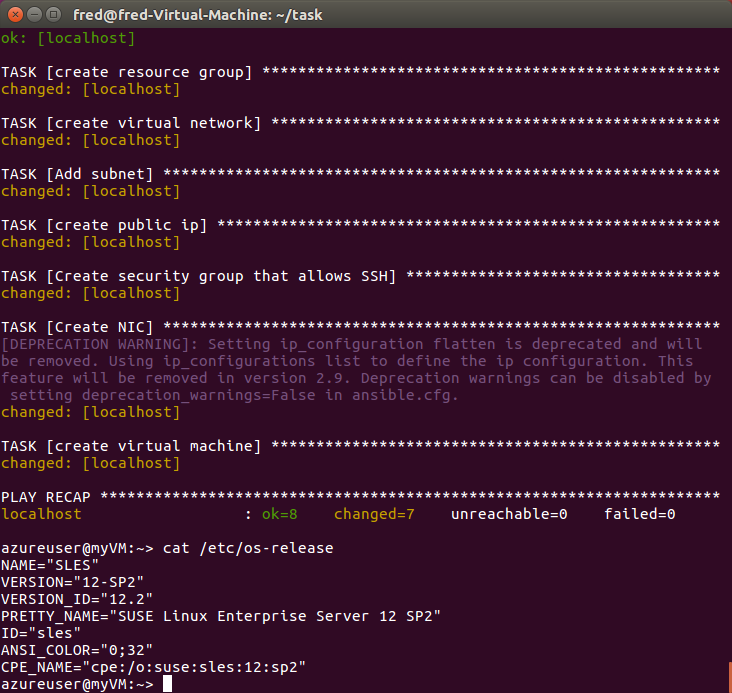 fred@fred-Virtual-Machine: ~/task
ok: [localhost]
TASK [create resource group] ***************************************************
changed: [localhost]
TASK [create virtual network] **************************************************
changed: [localhost]
TASK [Add subnet] **************************************************************
changed: [localhost]
TASK [create public ip] ********************************************************
changed: [localhost]
TASK [Create security group that allows SSH] ***********************************
changed: [localhost]
TASK [Create NIC] **************************************************************
[DEPRECATION WARNING]: Setting ip_configuration flatten is deprecated and will
be removed. Using ip_configurations list to define the ip configuration. This
feature will be removed in version 2.9. Deprecation warnings can be disabled by
 setting deprecation_warnings=False in ansible.cfg.
changed: [localhost]
TASK [create virtual machine] **************************************************
changed: [localhost]
PLAY RECAP *********************************************************************
localhost                  : ok=8    changed=7    unreachable=0    failed=0
azureuser@myVM:~> cat /etc/os-release
NAME="SLES"
VERSION="12-SP2"
VERSION_ID="12.2"
PRETTY_NAME="SUSE Linux Enterprise Server 12 SP2"
ID="sles"
ANSI_COLOR="0;32"
CPE_NAME="cpe:/o:suse:sles:12:sp2"
azureuser@myVM:~>